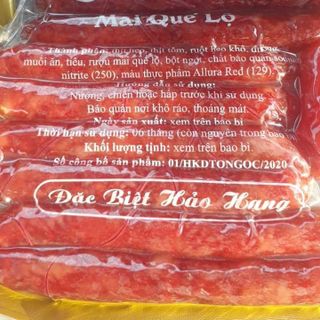 Mai Quế Lộ
Thành phần: thịt heo, thịt tôm, ruột heo khô, đường,
muối ăn, tiêu, rượu mai quế lộ, bột ngọt, chất bảo quản sodium
nitrite (250), màu thực phẩm Allura Red (129).
Hướng dẫn sử dụng:
Nướng, chiên hoặc hấp trước khi sử dụng.
Bảo quản nơi khô ráo, thoáng mát.
Ngày sản xuất: xem trên bao bì
Thời hạn sử dụng: 06 tháng (còn nguyên trong bao
Khối lượng tịnh: xem trên bao bì.
Số công bố sản phẩm: 01/HKDTONGOC/2020
Đặc Biệt Hảo Hạng